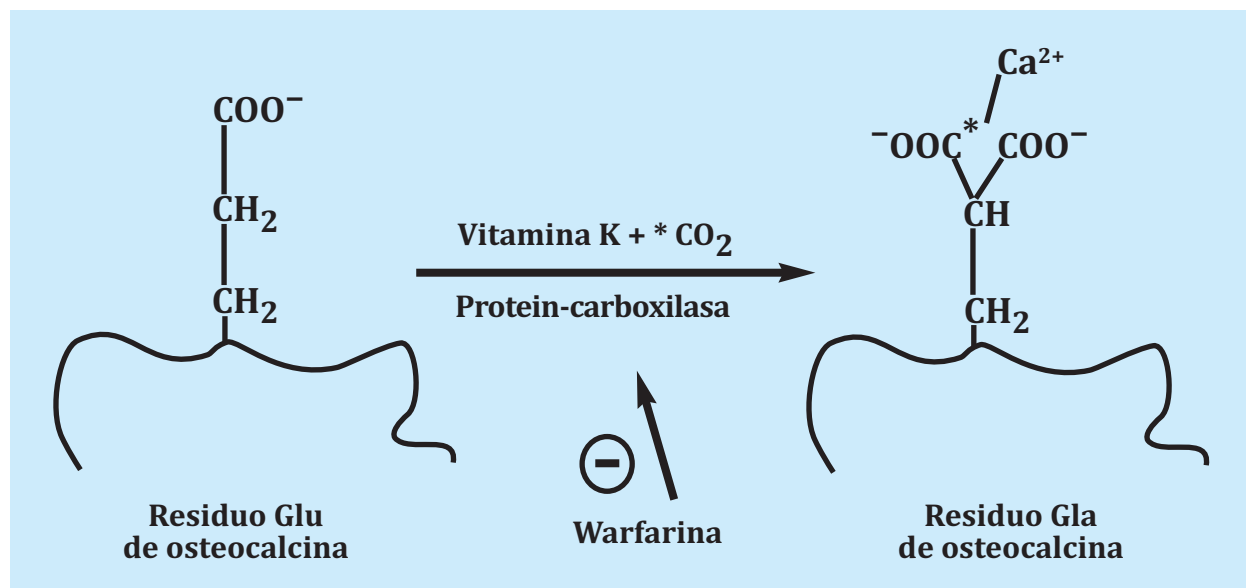 COO⁻
CH₂
CH₂
Residuo Glu
de osteocalcina
Vitamina K + * CO₂
Protein-carboxilasa
−
Warfarina
Ca²⁺
⁻OOC* COO⁻
CH
CH₂
Residuo Gla
de osteocalcina